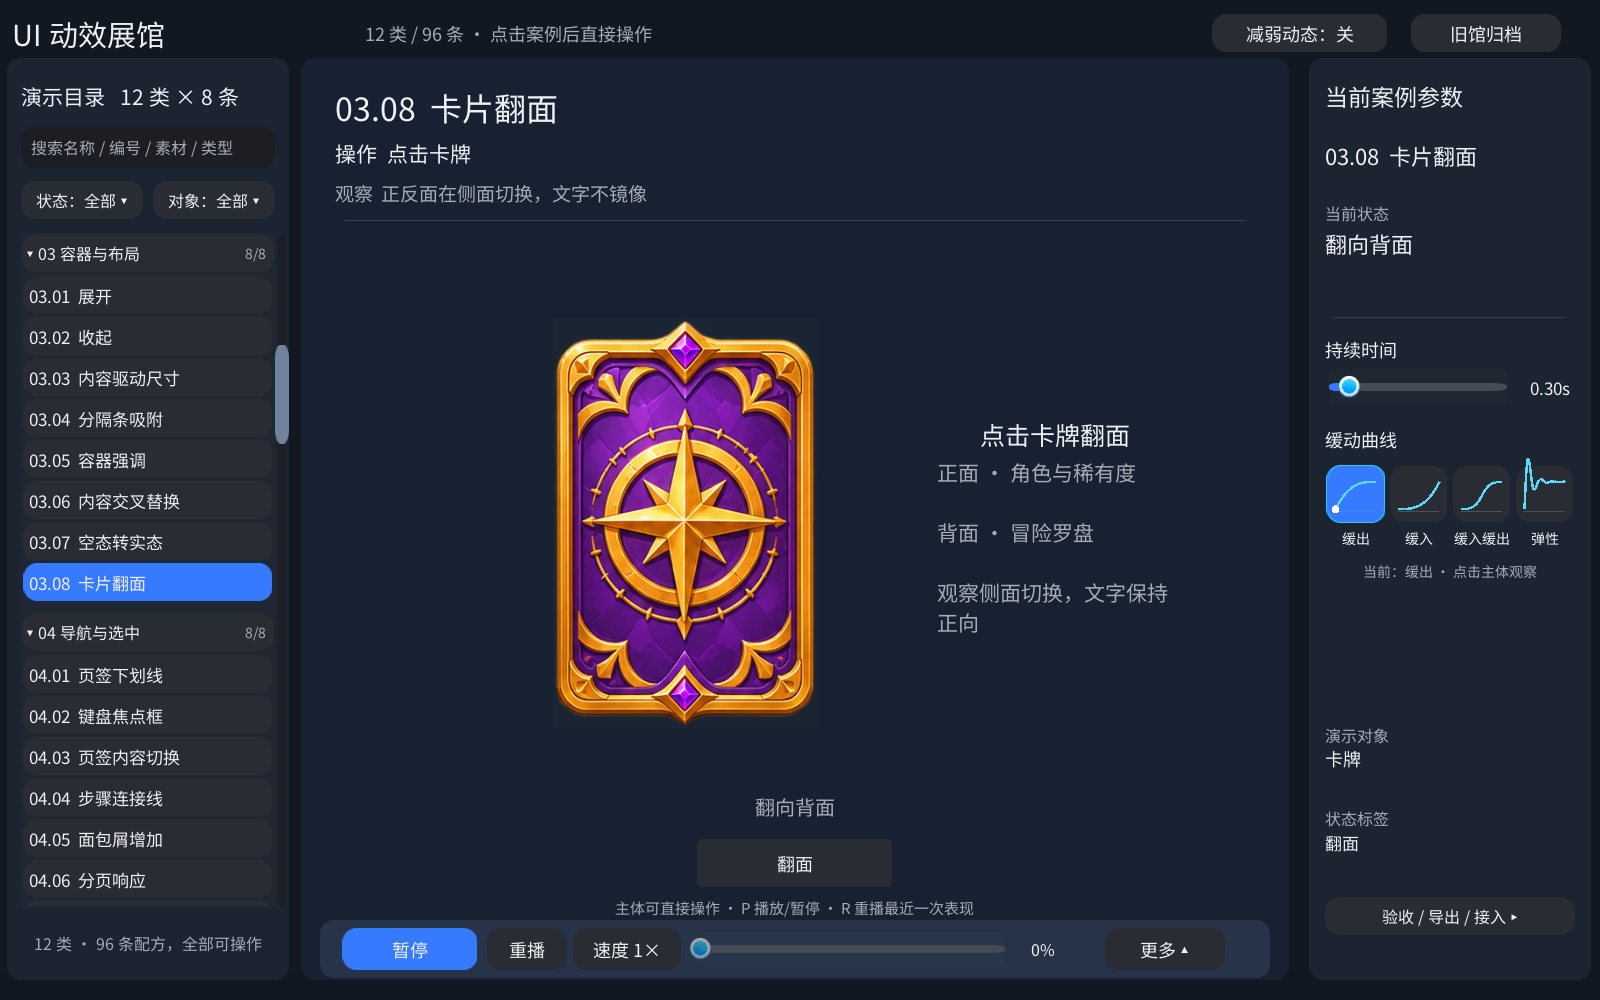 UI 动效展馆
12 类 / 96 条 · 点击案例后直接操作
减弱动态：关
旧馆归档
演示目录 12 类 × 8 条
搜索名称 / 编号 / 素材 / 类型
状态：全部 ▾
对象：全部 ▾
▾ 03 容器与布局 8/8
03.01 展开
03.02 收起
03.03 内容驱动尺寸
03.04 分隔条吸附
03.05 容器强调
03.06 内容交叉替换
03.07 空态转实态
03.08 卡片翻面
▾ 04 导航与选中 8/8
04.01 页签下划线
04.02 键盘焦点框
04.03 页签内容切换
04.04 步骤连接线
04.05 面包屑增加
04.06 分页响应
12 类 · 96 条配方，全部可操作
03.08 卡片翻面
操作 点击卡牌
观察 正反面在侧面切换，文字不镜像
点击卡牌翻面
正面 · 角色与稀有度
背面 · 冒险罗盘
观察侧面切换，文字保持
正向
翻向背面
翻面
主体可直接操作 · P 播放/暂停 · R 重播最近一次表现
暂停
重播
速度 1×
0%
更多 ▴
当前案例参数
03.08 卡片翻面
当前状态
翻向背面
持续时间
0.30s
缓动曲线
缓出 缓入 缓入缓出 弹性
当前：缓出 · 点击主体观察
演示对象
卡牌
状态标签
翻面
验收 / 导出 / 接入 ▸